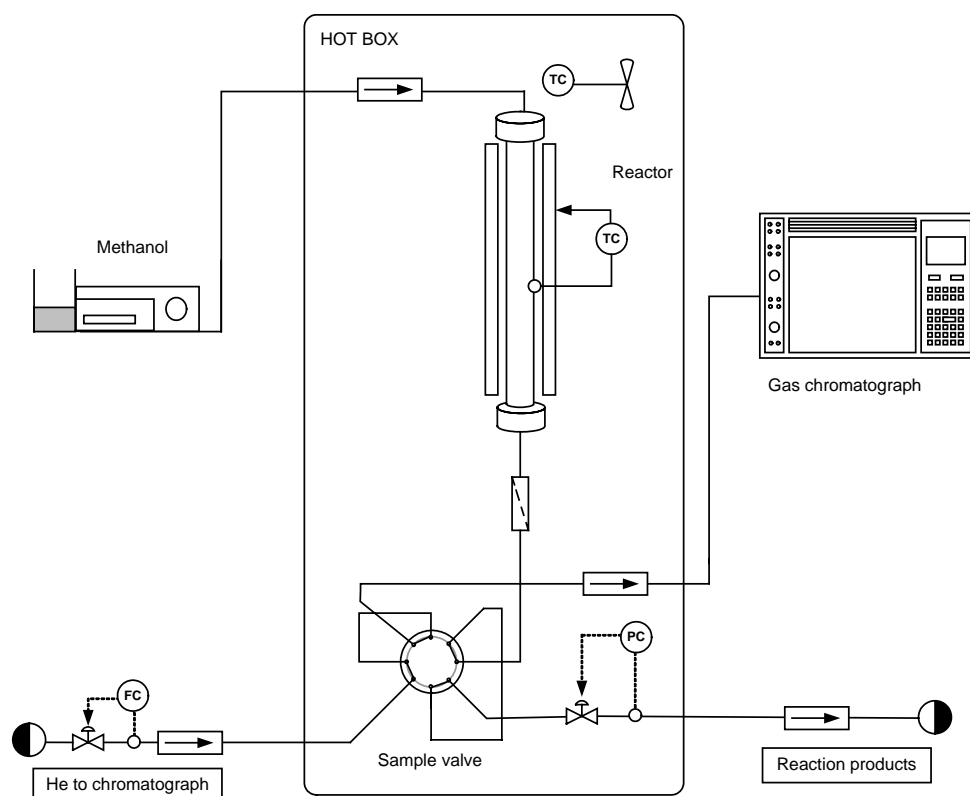 HOT BOX
TC
Reactor
TC
Methanol
Gas chromatograph
PC
FC
Sample valve
He to chromatograph
Reaction products